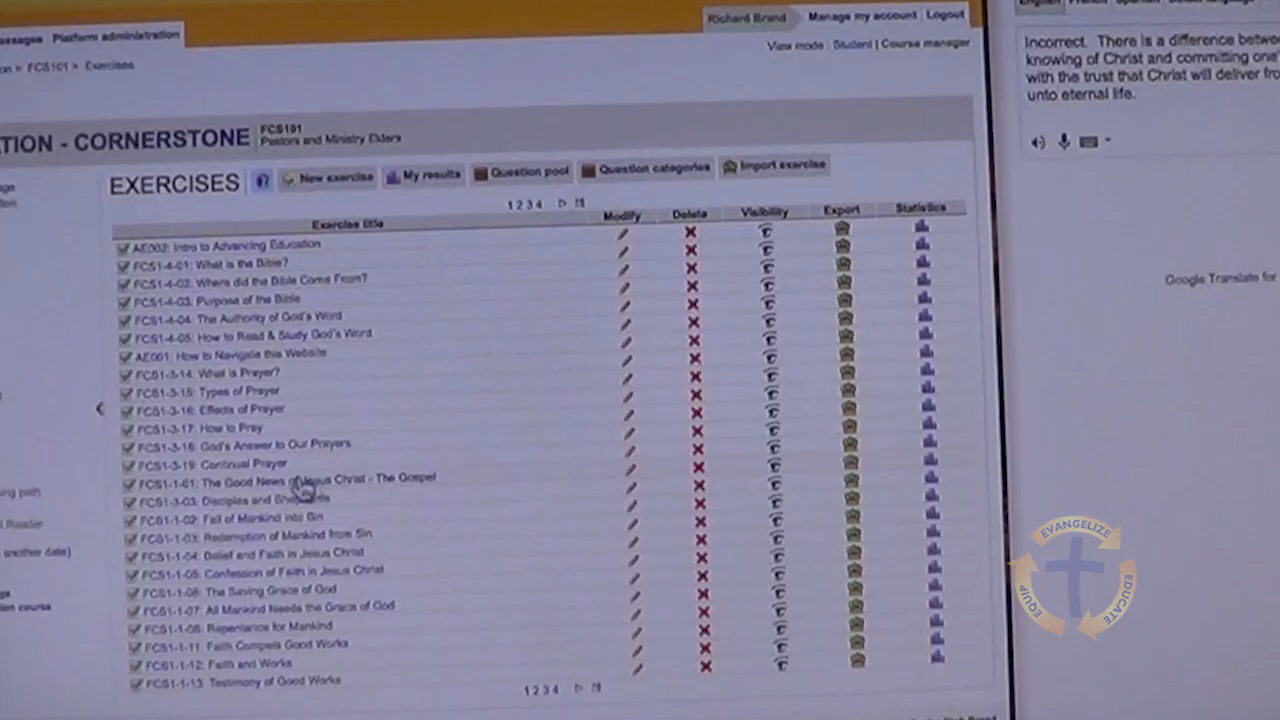 Richard Brand Manage my account Logout
Platform administration
View mode : Student | Course manager
FCS101 > Exercises
TION - CORNERSTONE FCS101
Pastors and Ministry Elders
EXERCISES New exercise My results Question pool Question categories Import exercise
1 2 3 4
Exercise title Modify Delete Visibility Export Statistics
AE002: Intro to Advancing Education
FCS1-4-01: What is the Bible?
FCS1-4-02: Where did the Bible Come From?
FCS1-4-03: Purpose of the Bible
FCS1-4-04: The Authority of God's Word
FCS1-4-05: How to Read & Study God's Word
AE001: How to Navigate this Website
FCS1-3-14: What is Prayer?
FCS1-3-15: Types of Prayer
FCS1-3-16: Effects of Prayer
FCS1-3-17: How to Pray
FCS1-3-18: God's Answer to Our Prayers
FCS1-3-19: Continual Prayer
FCS1-1-01: The Good News of Jesus Christ - The Gospel
FCS1-3-03: Disciples and
FCS1-1-02: Fall of Mankind into Sin
FCS1-1-03: Redemption of Mankind from Sin
FCS1-1-04: Belief and Faith in Jesus Christ
FCS1-1-05: Confession of Faith in Jesus Christ
FCS1-1-06: The Saving Grace of God
FCS1-1-07: All Mankind Needs the Grace of God
FCS1-1-08: Repentance for Mankind
FCS1-1-11: Faith Compels Good Works
FCS1-1-12: Faith and Works
FCS1-1-13: Testimony of Good Works
1 2 3 4
ing path
Reader
another date)
ion course
English French Spanish
Incorrect. There is a difference betwe
knowing of Christ and committing one
with the trust that Christ will deliver fro
unto eternal life.
Google Translate for
EVANGELIZE
EDUCATE
EQUIP